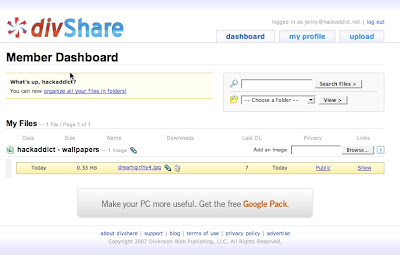 divShare
logged in as jenny@hackaddict.net | log out
dashboard my profile upload
Member Dashboard
What's up, hackaddict?
You can now organize all your files in folders!
Search Files >
-- Choose a Folder -- View >
My Files — 1 File / Page 1 of 1
Date Size Name Downloads Last DL Privacy Links
hackaddict - wallpapers — 1 Image Add an Image: Browse...
Today 0.33 MB dreamgirlhy4.jpg 7 Today Public Show
Make your PC more useful. Get the free Google Pack.
about divshare | support | blog | terms of use | privacy policy | advertise
Copyright 2007 Diversion Web Publishing, LLC. All Rights Reserved.